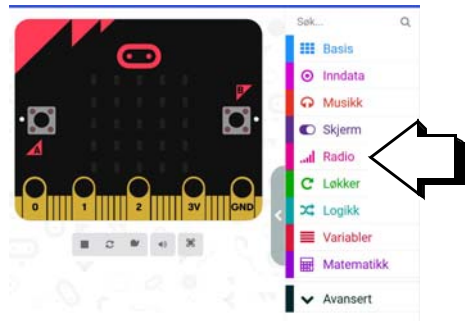 Søk...
Basis
Inndata
Musikk
Skjerm
Radio
Løkker
Logikk
Variabler
Matematikk
Avansert
B
A
0 1 2 3V GND